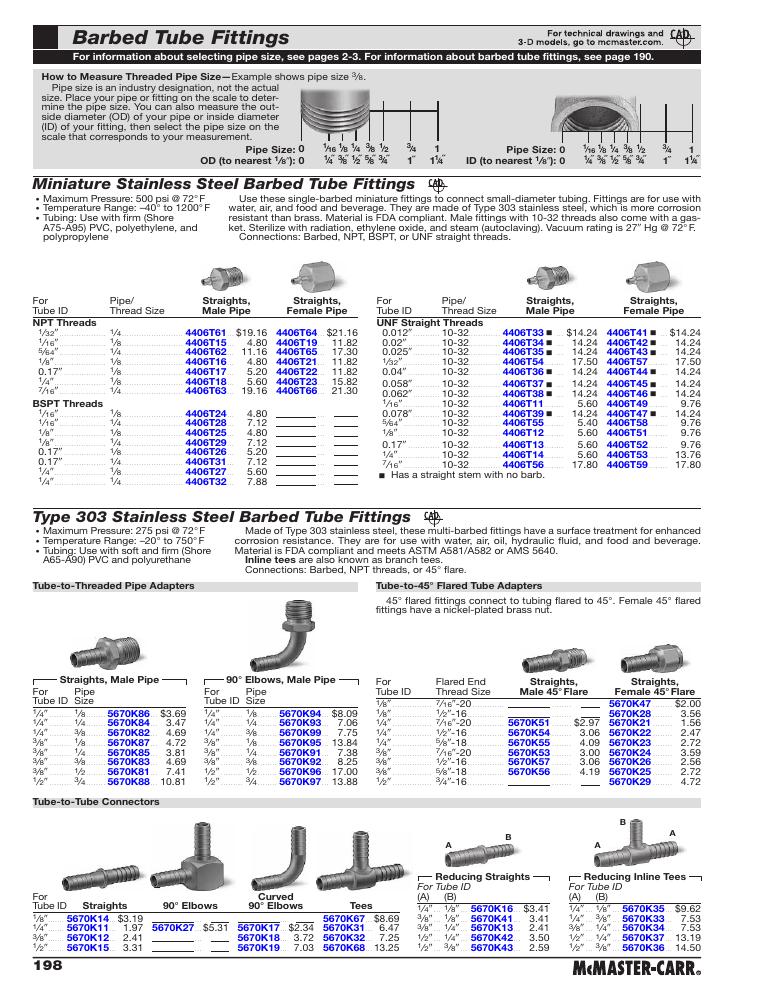 Barbed Tube Fittings
For technical drawings and
3-D models, go to mcmaster.com.
CAD
For information about selecting pipe size, see pages 2-3. For information about barbed tube fittings, see page 190.
How to Measure Threaded Pipe Size—Example shows pipe size 3/8.
Pipe size is an industry designation, not the actual
size. Place your pipe or fitting on the scale to deter-
mine the pipe size. You can also measure the out-
side diameter (OD) of your pipe or inside diameter
(ID) of your fitting, then select the pipe size on the
scale that corresponds to your measurement.
Pipe Size: 0 1/16 1/8 1/4 3/8 1/2 3/4 1
OD (to nearest 1/8"): 0 1/4" 3/8" 1/2" 5/8" 3/4" 1" 1 1/4"
Pipe Size: 0 1/16 1/8 1/4 3/8 1/2 3/4 1
ID (to nearest 1/8"): 0 1/4" 3/8" 1/2" 5/8" 3/4" 1" 1 1/4"
Miniature Stainless Steel Barbed Tube Fittings CAD
• Maximum Pressure: 500 psi @ 72°F
• Temperature Range: –40° to 1200°F
• Tubing: Use with firm (Shore
A75-A95) PVC, polyethylene, and
polypropylene
Use these single-barbed miniature fittings to connect small-diameter tubing. Fittings are for use with
water, air, and food and beverage. They are made of Type 303 stainless steel, which is more corrosion
resistant than brass. Material is FDA compliant. Male fittings with 10-32 threads also come with a gas-
ket. Sterilize with radiation, ethylene oxide, and steam (autoclaving). Vacuum rating is 27" Hg @ 72°F.
Connections: Barbed, NPT, BSPT, or UNF straight threads.
For Tube ID Pipe/ Thread Size Straights, Male Pipe Straights, Female Pipe
NPT Threads
1/32" 1/4 4406T61 $19.16 4406T64 $21.16
1/16" 1/8 4406T15 4.80 4406T19 11.82
5/64" 1/4 4406T62 11.16 4406T65 17.30
1/8" 1/8 4406T16 4.80 4406T21 11.82
0.17" 1/8 4406T17 5.20 4406T22 11.82
1/4" 1/8 4406T18 5.60 4406T23 15.82
7/16" 1/4 4406T63 19.16 4406T66 21.30
BSPT Threads
1/16" 1/8 4406T24 4.80
1/16" 1/4 4406T28 7.12
1/8" 1/8 4406T25 4.80
1/8" 1/4 4406T29 7.12
0.17" 1/8 4406T26 5.20
0.17" 1/4 4406T31 7.12
1/4" 1/8 4406T27 5.60
1/4" 1/4 4406T32 7.88
For Tube ID Pipe/ Thread Size Straights, Male Pipe Straights, Female Pipe
UNF Straight Threads
0.012" 10-32 4406T33 ■ $14.24 4406T41 ■ $14.24
0.02" 10-32 4406T34 ■ 14.24 4406T42 ■ 14.24
0.025" 10-32 4406T35 ■ 14.24 4406T43 ■ 14.24
1/32" 10-32 4406T54 17.50 4406T57 17.50
0.04" 10-32 4406T36 ■ 14.24 4406T44 ■ 14.24
0.058" 10-32 4406T37 ■ 14.24 4406T45 ■ 14.24
0.062" 10-32 4406T38 ■ 14.24 4406T46 ■ 14.24
1/16" 10-32 4406T11 5.60 4406T49 9.76
0.078" 10-32 4406T39 ■ 14.24 4406T47 ■ 14.24
5/64" 10-32 4406T55 5.40 4406T58 9.76
1/8" 10-32 4406T12 5.60 4406T51 9.76
0.17" 10-32 4406T13 5.60 4406T52 9.76
1/4" 10-32 4406T14 5.60 4406T53 13.76
7/16" 10-32 4406T56 17.80 4406T59 17.80
■ Has a straight stem with no barb.
Type 303 Stainless Steel Barbed Tube Fittings CAD
• Maximum Pressure: 275 psi @ 72°F
• Temperature Range: –20° to 750°F
• Tubing: Use with soft and firm (Shore
A65-A90) PVC and polyurethane
Made of Type 303 stainless steel, these multi-barbed fittings have a surface treatment for enhanced
corrosion resistance. They are for use with water, air, oil, hydraulic fluid, and food and beverage.
Material is FDA compliant and meets ASTM A581/A582 or AMS 5640.
Inline tees are also known as branch tees.
Connections: Barbed, NPT threads, or 45° flare.
Tube-to-Threaded Pipe Adapters
Straights, Male Pipe
For Tube ID Pipe Size
1/4" 1/8 5670K86 $3.69
1/4" 1/4 5670K84 3.47
1/4" 3/8 5670K82 4.69
3/8" 1/8 5670K87 4.72
3/8" 1/4 5670K85 3.81
3/8" 3/8 5670K83 4.69
3/8" 1/2 5670K81 7.41
1/2" 3/4 5670K88 10.81
90° Elbows, Male Pipe
For Tube ID Pipe Size
1/4" 1/8 5670K94 $8.09
1/4" 1/4 5670K93 7.06
1/4" 3/8 5670K99 7.75
3/8" 1/8 5670K95 13.84
3/8" 1/4 5670K91 7.38
3/8" 3/8 5670K92 8.25
3/8" 1/2 5670K96 17.00
1/2" 3/4 5670K97 13.88
Tube-to-45° Flared Tube Adapters
45° flared fittings connect to tubing flared to 45°. Female 45° flared
fittings have a nickel-plated brass nut.
For Tube ID Flared End Thread Size Straights, Male 45° Flare Straights, Female 45° Flare
1/8" 7/16"-20 5670K47 $2.00
1/8" 1/2"-16 5670K28 3.56
1/4" 7/16"-20 5670K51 $2.97 5670K21 1.56
1/4" 1/2"-16 5670K54 3.06 5670K22 2.47
1/4" 5/8"-18 5670K55 4.09 5670K23 2.72
3/8" 7/16"-20 5670K53 3.00 5670K24 3.59
3/8" 1/2"-16 5670K57 3.06 5670K26 2.56
3/8" 5/8"-18 5670K56 4.19 5670K25 2.72
1/2" 3/4"-16 5670K29 4.72
Tube-to-Tube Connectors
For Tube ID Straights 90° Elbows Curved 90° Elbows Tees
1/8" 5670K14 $3.19 5670K67 $8.69
1/4" 5670K11 1.97 5670K27 $5.31 5670K17 $2.34 5670K31 6.47
3/8" 5670K12 2.41 5670K18 3.72 5670K32 7.25
1/2" 5670K15 3.31 5670K19 7.03 5670K68 13.25
A B
Reducing Straights
For Tube ID
(A) (B)
1/4" 1/8" 5670K16 $3.41
3/8" 1/8" 5670K41 3.41
3/8" 1/4" 5670K13 2.41
1/2" 1/4" 5670K42 3.50
1/2" 3/8" 5670K43 2.59
A B A
Reducing Inline Tees
For Tube ID
(A) (B)
1/4" 1/8" 5670K35 $9.62
1/4" 3/8" 5670K33 7.53
3/8" 1/4" 5670K34 7.53
1/2" 1/4" 5670K37 13.19
1/2" 3/8" 5670K36 14.50
198
McMASTER-CARR®